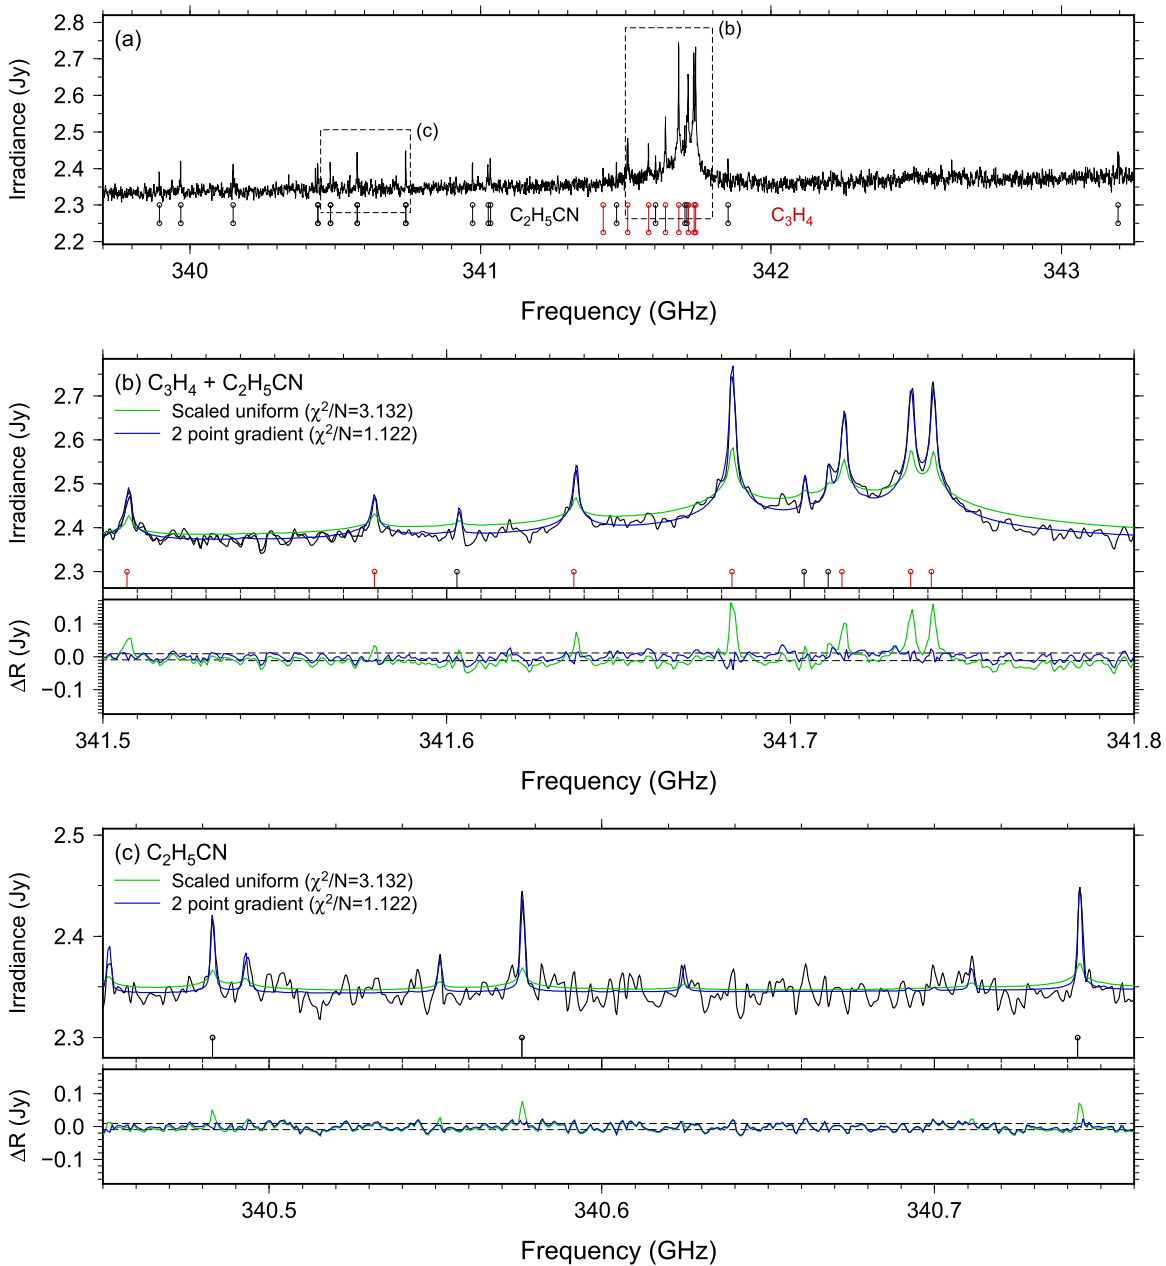 (a)
(b)
(c)
Irradiance (Jy)
2.8
2.7
2.6
2.5
2.4
2.3
2.2
C₂H₅CN
C₃H₄
340
341
342
343
Frequency (GHz)
(b) C₃H₄ + C₂H₅CN
Scaled uniform (χ²/N=3.132)
2 point gradient (χ²/N=1.122)
Irradiance (Jy)
2.7
2.6
2.5
2.4
2.3
ΔR (Jy)
0.1
0.0
−0.1
341.5
341.6
341.7
341.8
Frequency (GHz)
(c) C₂H₅CN
Scaled uniform (χ²/N=3.132)
2 point gradient (χ²/N=1.122)
Irradiance (Jy)
2.5
2.4
2.3
ΔR (Jy)
0.1
0.0
−0.1
340.5
340.6
340.7
Frequency (GHz)